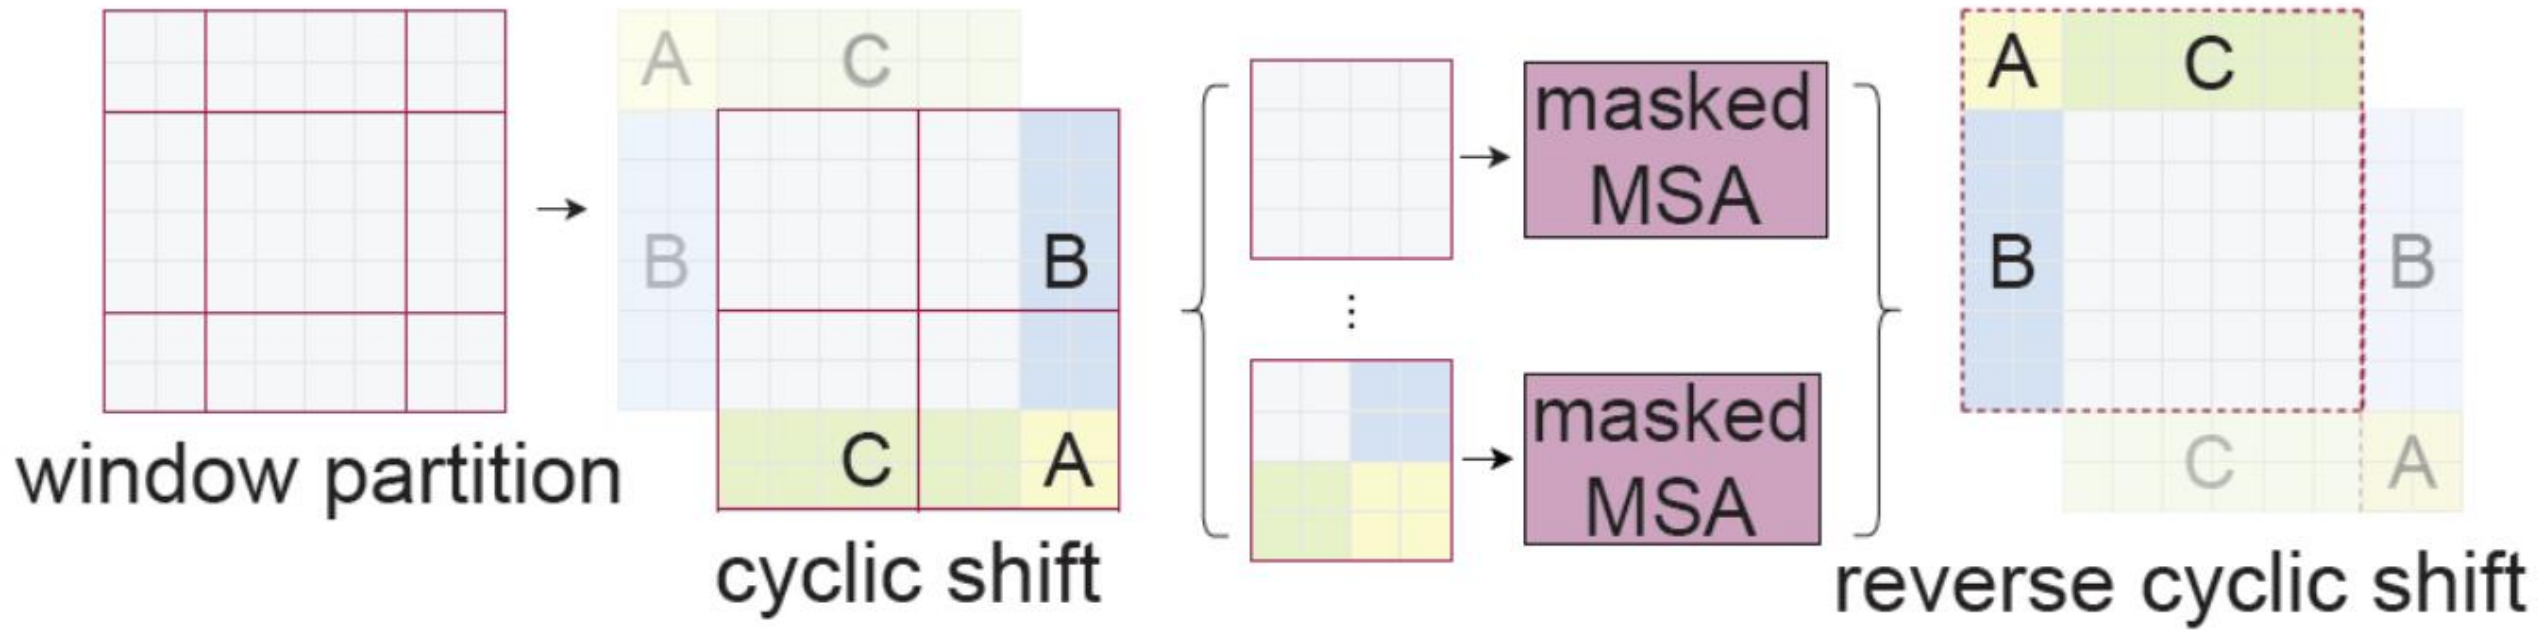 A C
B
B
C A
window partition
cyclic shift
masked
MSA
⋮
masked
MSA
A C
B B
C A
reverse cyclic shift